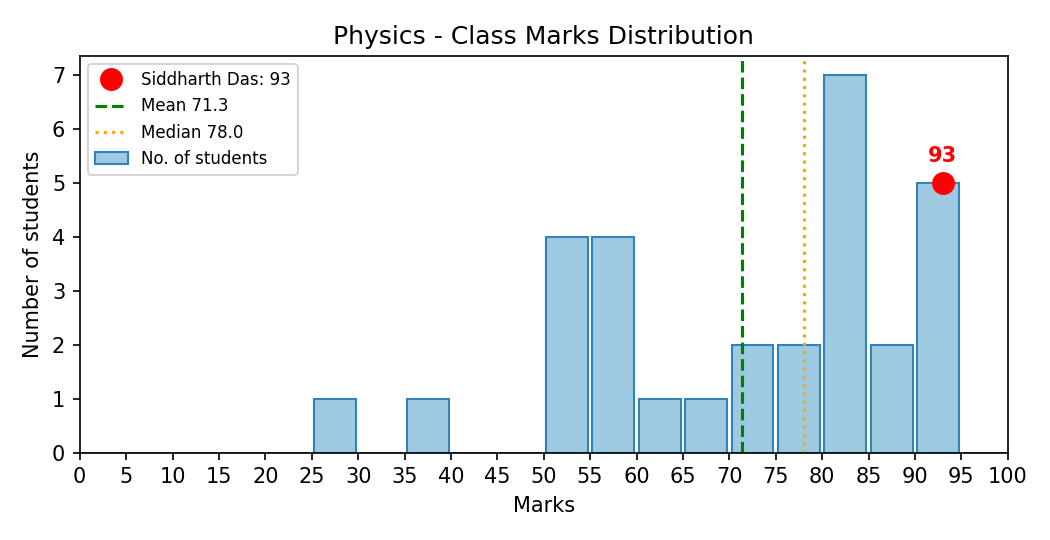 Physics - Class Marks Distribution
Siddharth Das: 93
Mean 71.3
Median 78.0
No. of students
93
Number of students
7
6
5
4
3
2
1
0
0 5 10 15 20 25 30 35 40 45 50 55 60 65 70 75 80 85 90 95 100
Marks